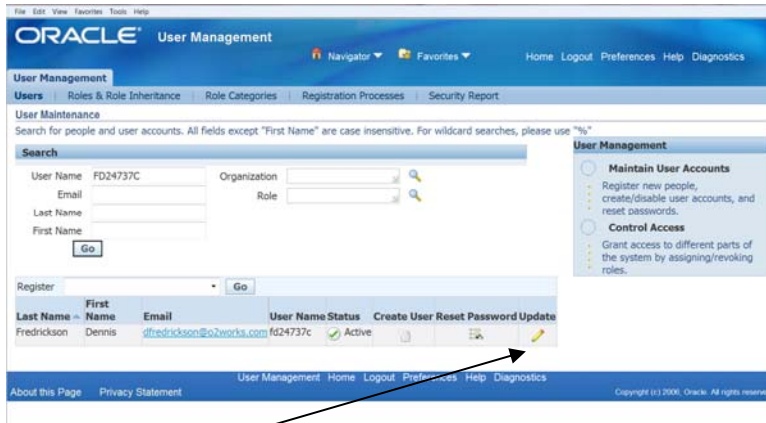 File Edit View Favorites Tools Help
ORACLE® User Management
Navigator Favorites Home Logout Preferences Help Diagnostics
User Management
Users Roles & Role Inheritance Role Categories Registration Processes Security Report
User Maintenance
Search for people and user accounts. All fields except "First Name" are case insensitive. For wildcard searches, please use "%"
Search
User Name FD24737C Organization
Email Role
Last Name
First Name
Go
User Management
Maintain User Accounts
Register new people,
create/disable user accounts, and
reset passwords.
Control Access
Grant access to different parts of
the system by assigning/revoking
roles.
Register Go
Last Name First Name Email User Name Status Create User Reset Password Update
Fredrickson Dennis dfredrickson@o2works.com fd24737c Active
User Management Home Logout Preferences Help Diagnostics
About this Page Privacy Statement Copyright (c) 2006, Oracle. All rights reserve